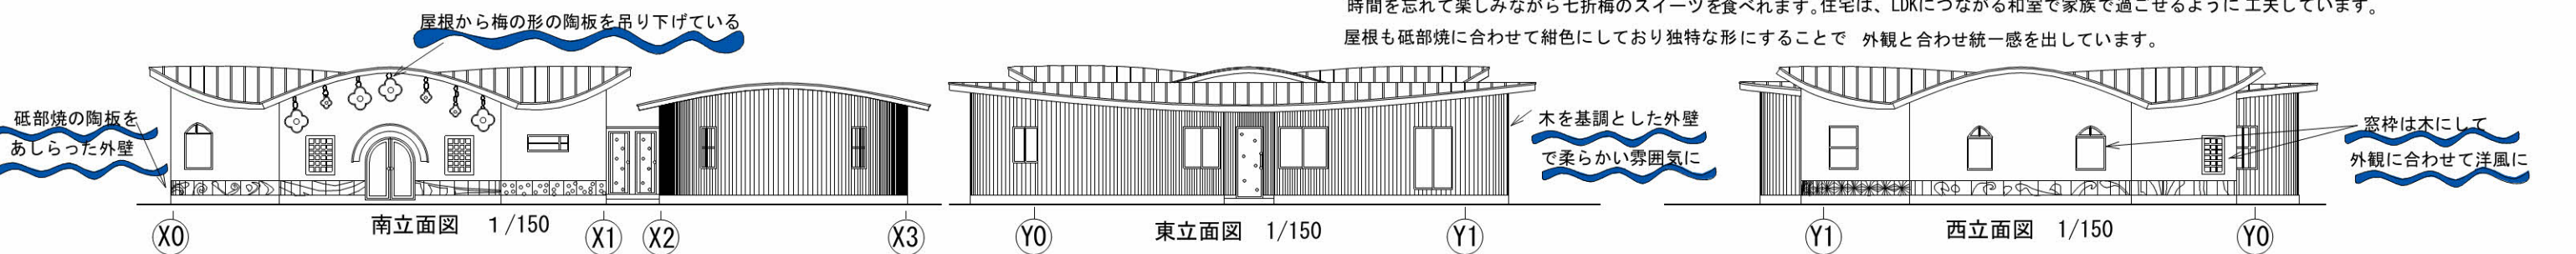 時間を忘れて楽しみながら七折梅のスイーツを食べれます。住宅は、LDKにつながる和室で家族で過ごせるように工夫しています。
屋根も砥部焼に合わせて紺色にしており独特な形にすることで 外観と合わせ統一感を出しています。
屋根から梅の形の陶板を吊り下げている
砥部焼の陶板を
あしらった外壁
木を基調とした外壁
で柔らかい雰囲気に
窓枠は木にして
外観に合わせて洋風に
南立面図 1/150
X0 X1 X2 X3
東立面図 1/150
Y0 Y1
西立面図 1/150
Y1 Y0